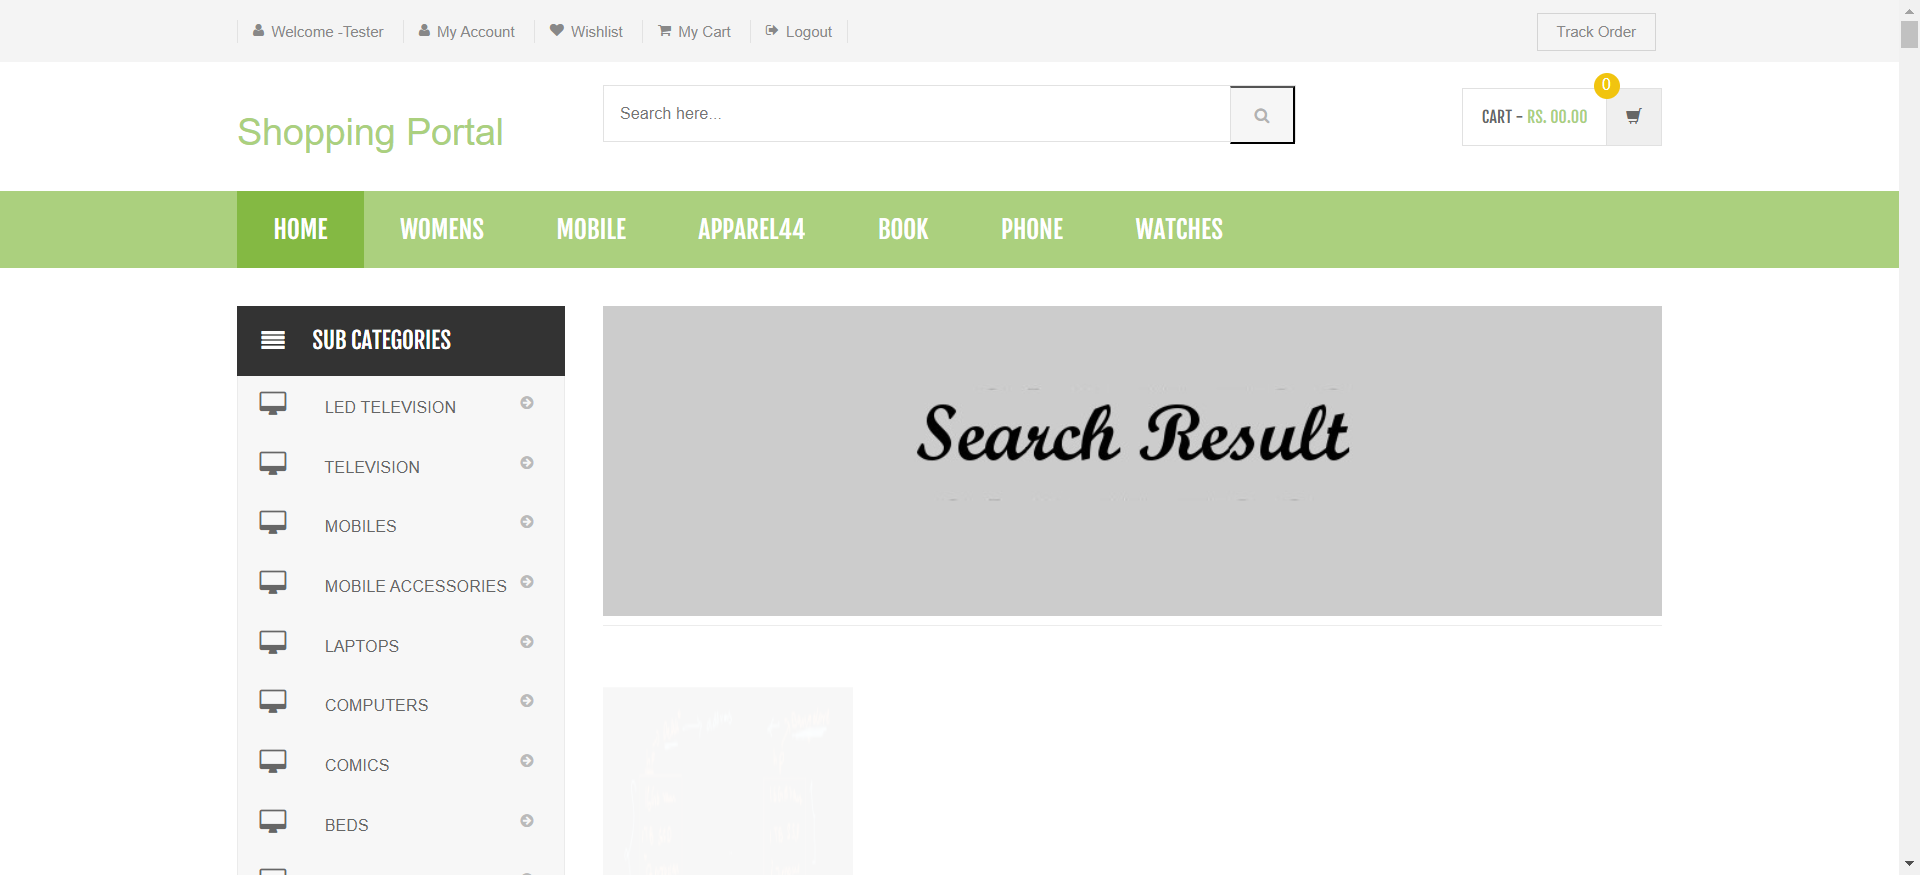 Welcome -Tester
My Account
Wishlist
My Cart
Logout
Track Order
Shopping Portal
Search here...
0
CART - RS. 00.00
HOME
WOMENS
MOBILE
APPAREL44
BOOK
PHONE
WATCHES
SUB CATEGORIES
LED TELEVISION
TELEVISION
MOBILES
MOBILE ACCESSORIES
LAPTOPS
COMPUTERS
COMICS
BEDS
Search Result